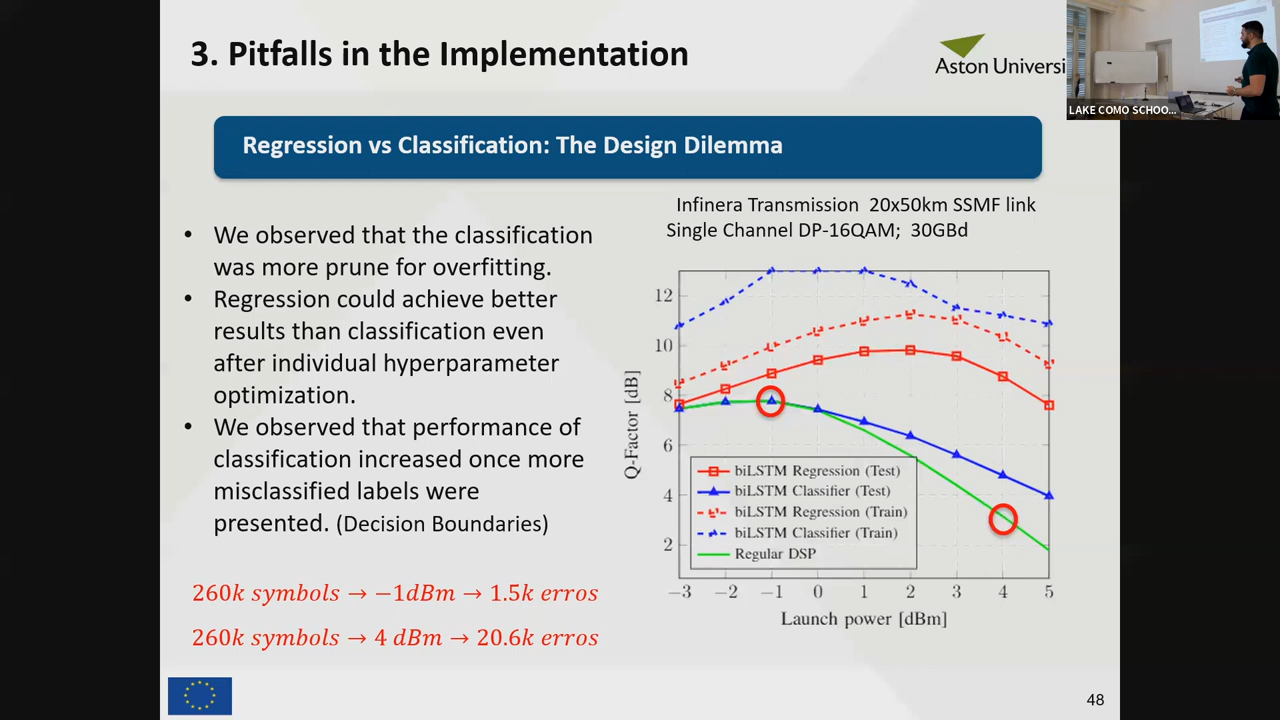 3. Pitfalls in the Implementation
Aston Universi
LAKE COMO SCHOO...
Regression vs Classification: The Design Dilemma
• We observed that the classification
was more prune for overfitting.
• Regression could achieve better
results than classification even
after individual hyperparameter
optimization.
• We observed that performance of
classification increased once more
misclassified labels were
presented. (Decision Boundaries)
260k symbols → −1dBm → 1.5k erros
260k symbols → 4 dBm → 20.6k erros
Infinera Transmission 20x50km SSMF link
Single Channel DP-16QAM; 30GBd
12
10
8
6
4
2
Q-Factor [dB]
biLSTM Regression (Test)
biLSTM Classifier (Test)
biLSTM Regression (Train)
biLSTM Classifier (Train)
Regular DSP
−3 −2 −1 0 1 2 3 4 5
Launch power [dBm]
48